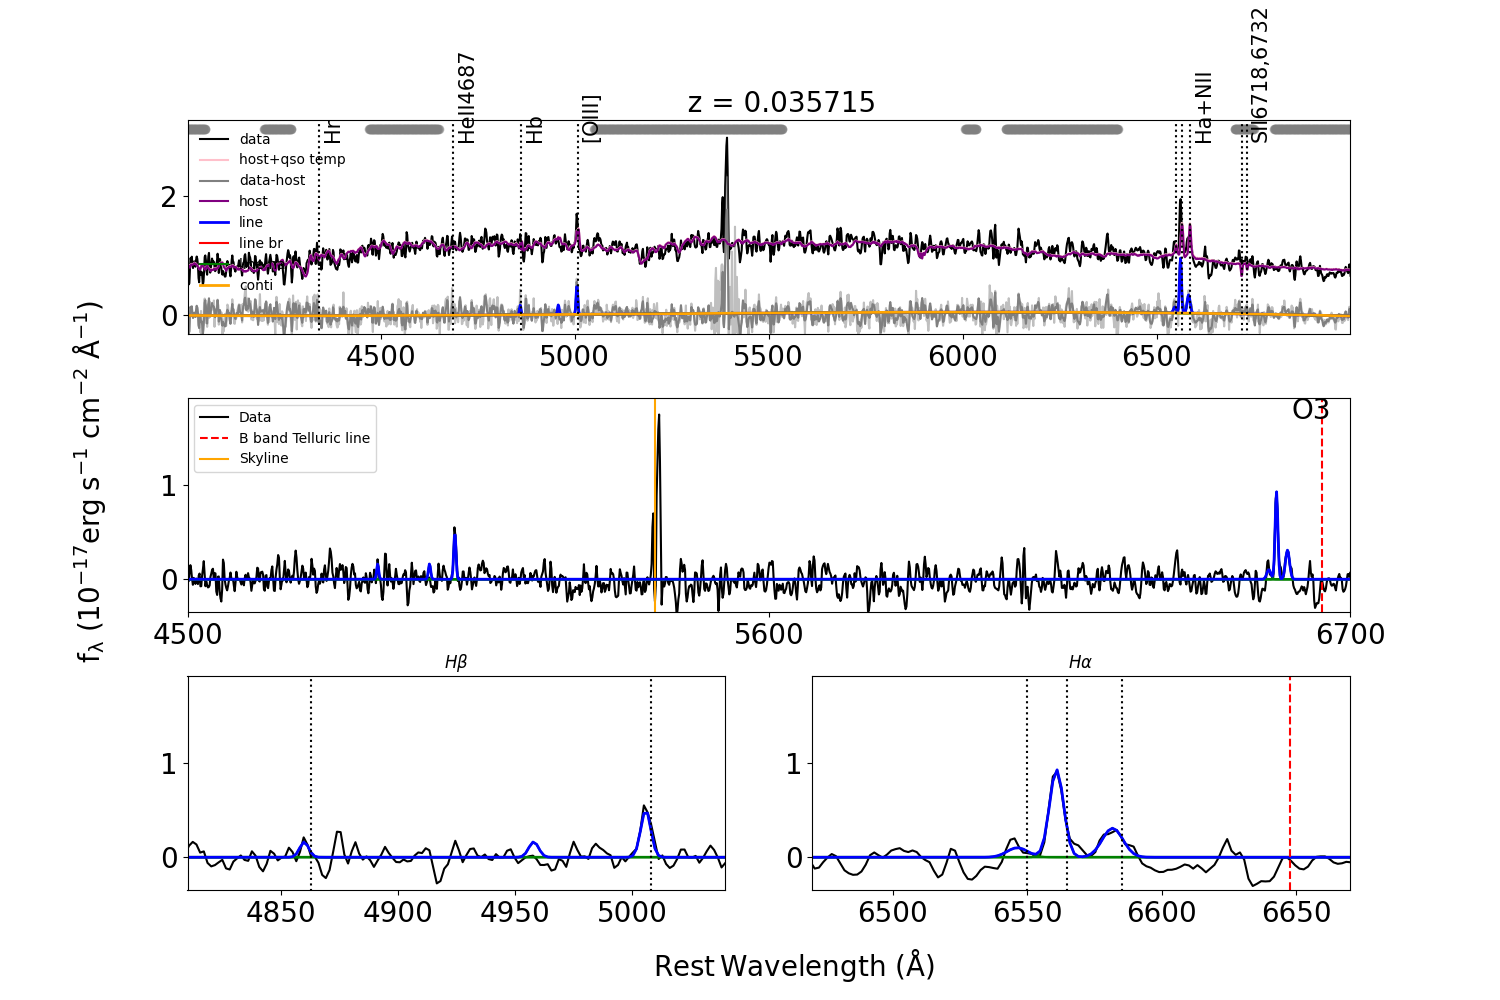 z = 0.035715
Hr
HeII4687
Hb
[OIII]
Ha+NII
SII6718,6732
data
host+qso temp
data-host
host
line
line br
conti
2
0
4500
5000
5500
6000
6500
f_λ (10^−17 erg s^−1 cm^−2 Å^−1)
Data
B band Telluric line
Skyline
O3
1
0
4500
5600
6700
Hβ
1
0
4850
4900
4950
5000
Hα
1
0
6500
6550
6600
6650
Rest Wavelength (Å)